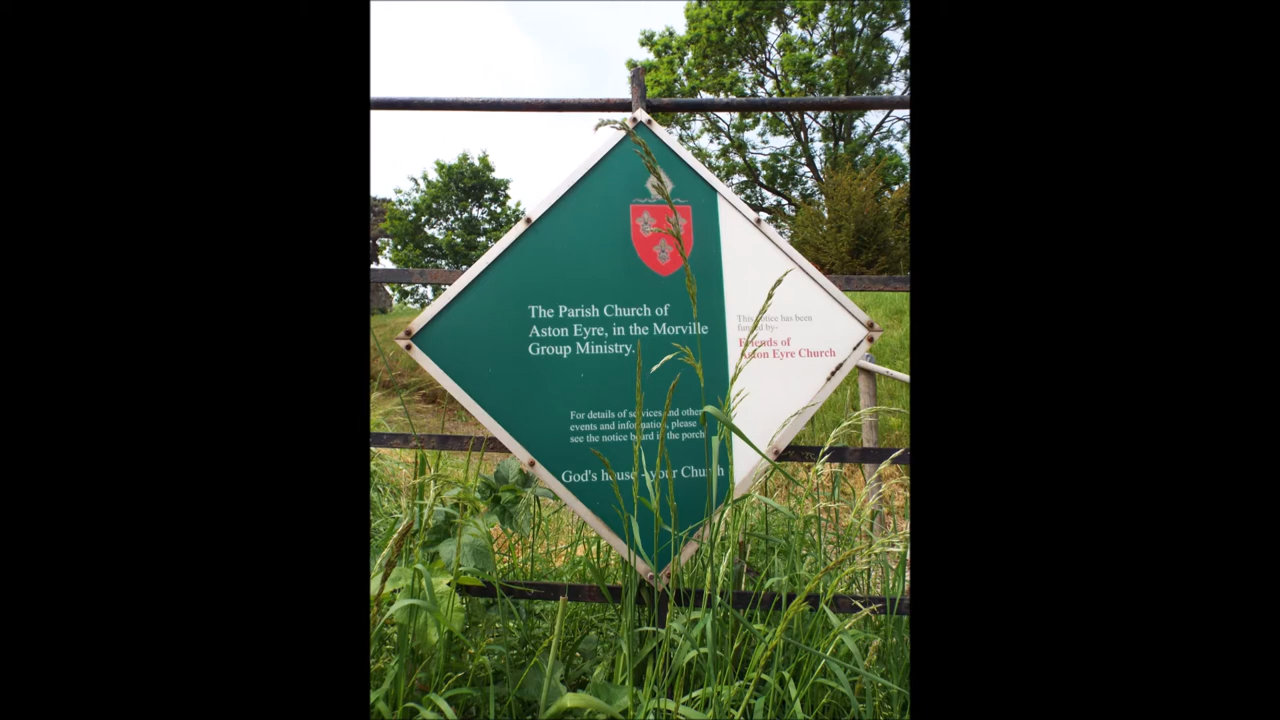 The Parish Church of
Aston Eyre, in the Morville
Group Ministry.
For details of services and other
events and information, please
see the notice board in the porch
God's house - your Church
This notice has been
funded by-
Friends of
Aston Eyre Church